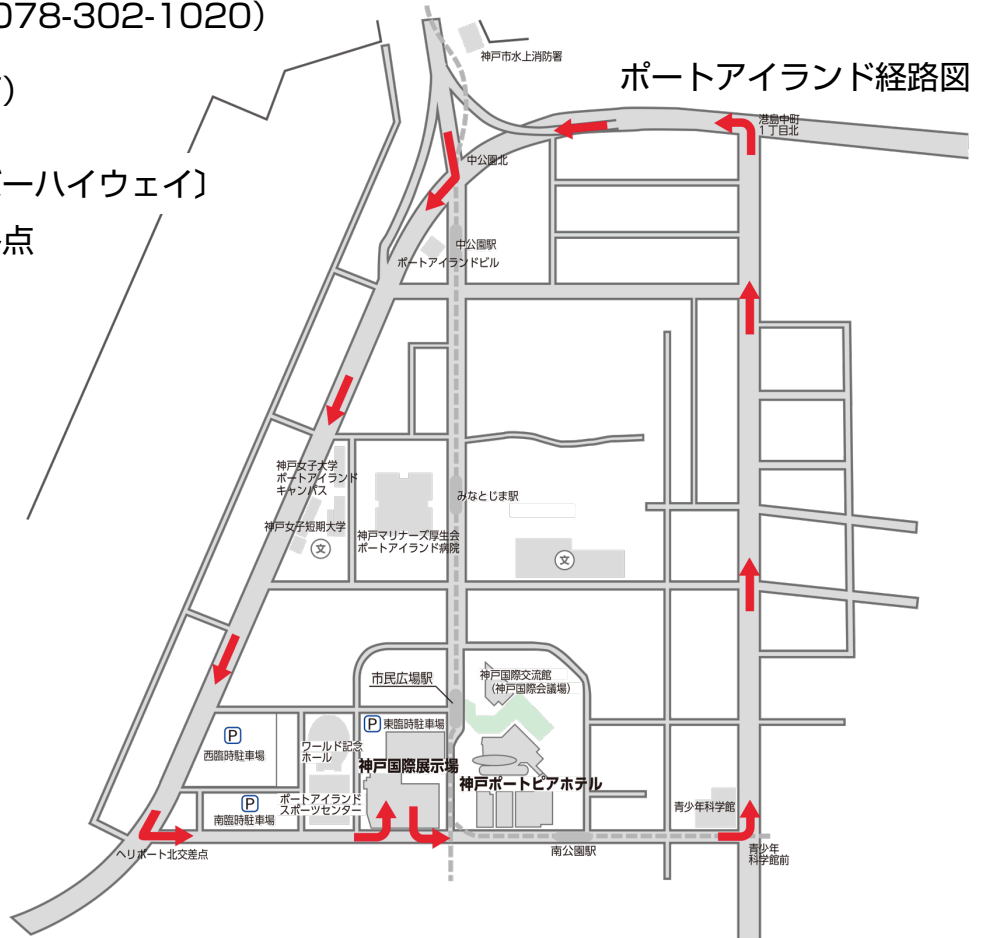 078-302-1020）
）
ーハイウェイ〕
点
ポートアイランド経路図
神戸市水上消防署
港島中町
1丁目北
中公園北
中公園駅
ポートアイランドビル
神戸女子大学
ポートアイランド
キャンパス
みなとじま駅
神戸女子短期大学
神戸マリナーズ厚生会
ポートアイランド病院
文
文
市民広場駅
神戸国際交流館
（神戸国際会議場）
P 東臨時駐車場
P
西臨時駐車場
ワールド記念
ホール
神戸国際展示場
神戸ポートピアホテル
P
南臨時駐車場
ポートアイランド
スポーツセンター
青少年科学館
ヘリポート北交差点
南公園駅
青少年
科学館前